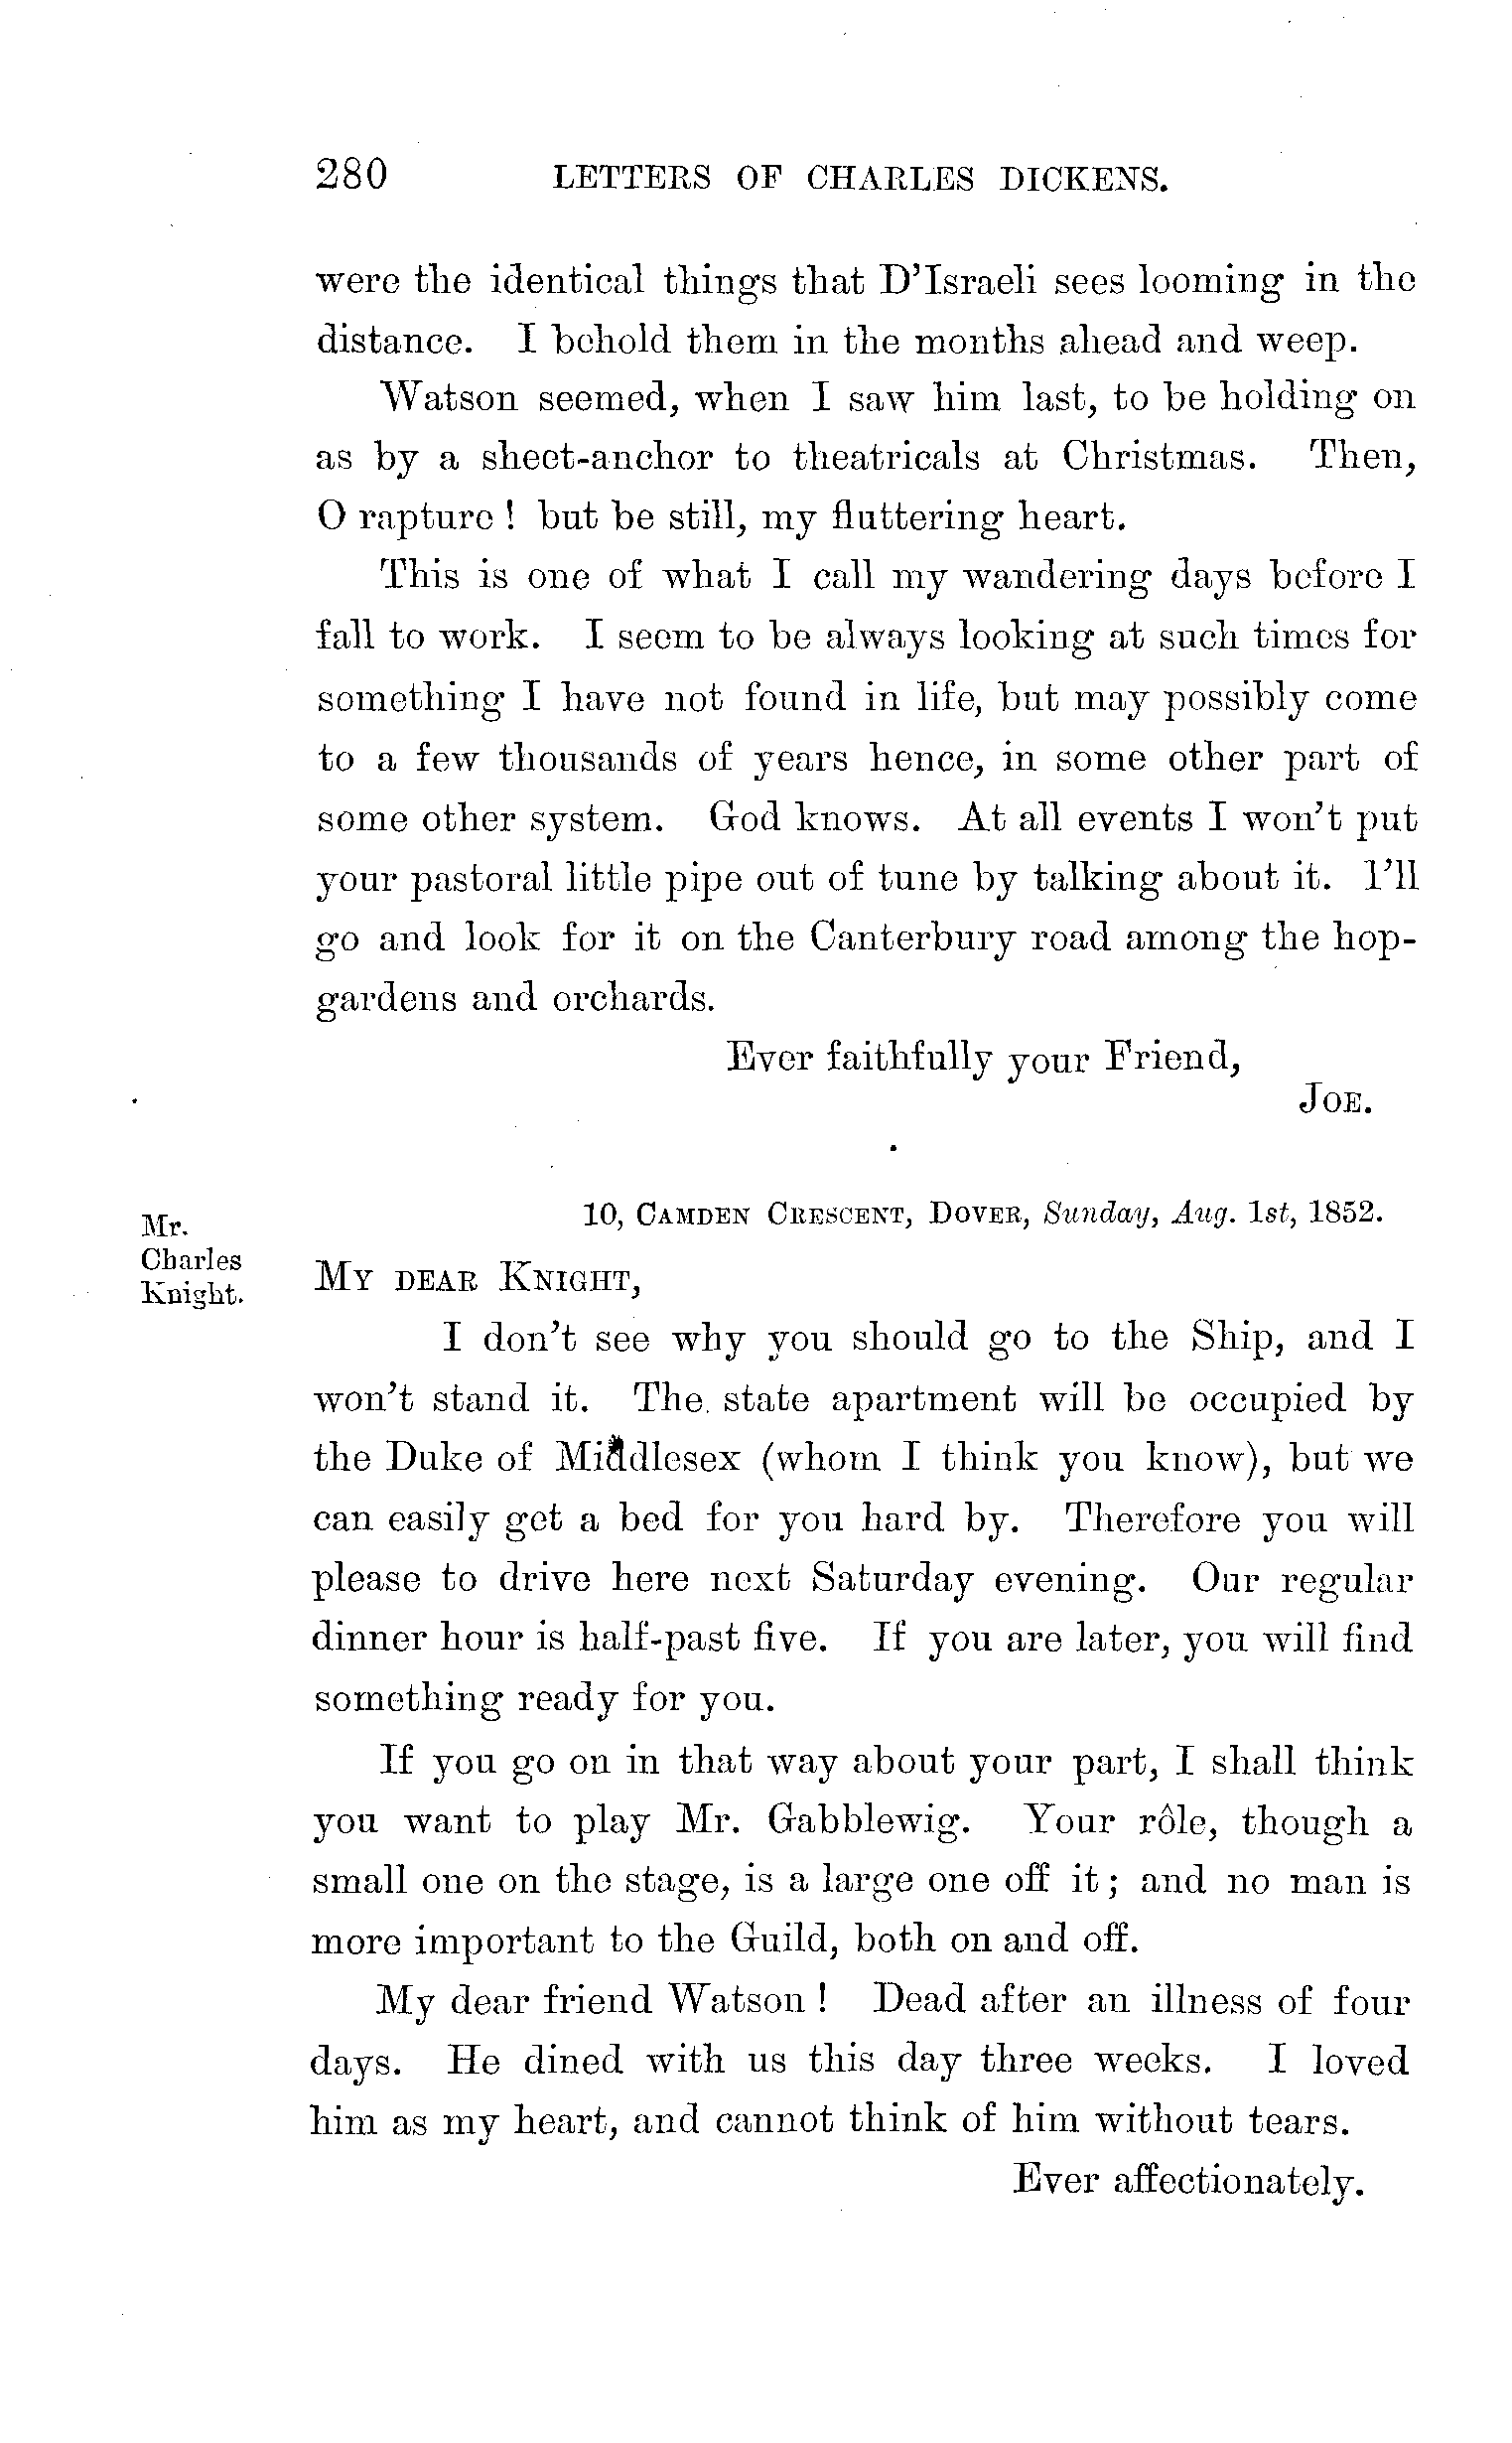 280 LETTERS OF CHARLES DICKENS.
were the identical things that D'Israeli sees looming in the
distance. I behold them in the months ahead and weep.
Watson seemed, when I saw him last, to be holding on
as by a sheet-anchor to theatricals at Christmas. Then,
O rapture! but be still, my fluttering heart.
This is one of what I call my wandering days before I
fall to work. I seem to be always looking at such times for
something I have not found in life, but may possibly come
to a few thousands of years hence, in some other part of
some other system. God knows. At all events I won't put
your pastoral little pipe out of tune by talking about it. I'll
go and look for it on the Canterbury road among the hop-
gardens and orchards.
Ever faithfully your Friend,
JOE.
10, CAMDEN CRESCENT, DOVER, Sunday, Aug. 1st, 1852.
Mr.
Charles
Knight.
MY DEAR KNIGHT,
I don't see why you should go to the Ship, and I
won't stand it. The state apartment will be occupied by
the Duke of Middlesex (whom I think you know), but we
can easily get a bed for you hard by. Therefore you will
please to drive here next Saturday evening. Our regular
dinner hour is half-past five. If you are later, you will find
something ready for you.
If you go on in that way about your part, I shall think
you want to play Mr. Gabblewig. Your rôle, though a
small one on the stage, is a large one off it; and no man is
more important to the Guild, both on and off.
My dear friend Watson! Dead after an illness of four
days. He dined with us this day three weeks. I loved
him as my heart, and cannot think of him without tears.
Ever affectionately.